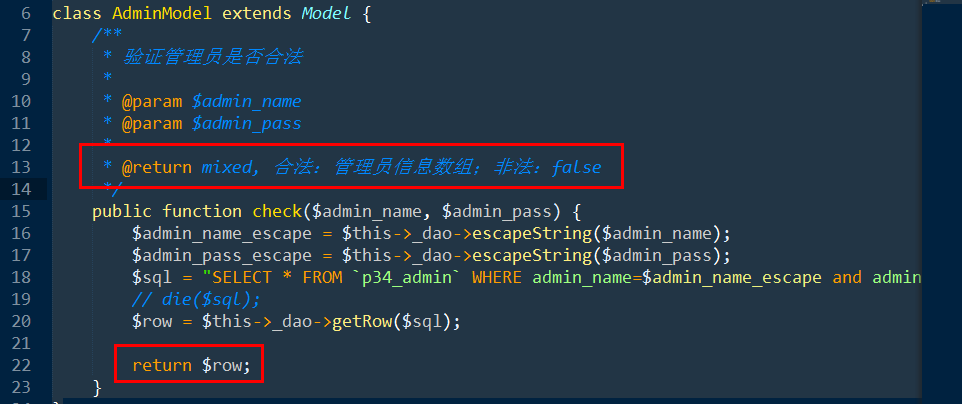 6 class AdminModel extends Model {
7 /**
8 * 验证管理员是否合法
9 *
10 * @param $admin_name
11 * @param $admin_pass
12 *
13 * @return mixed, 合法：管理员信息数组；非法：false
14 */
15 public function check($admin_name, $admin_pass) {
16 $admin_name_escape = $this->_dao->escapeString($admin_name);
17 $admin_pass_escape = $this->_dao->escapeString($admin_pass);
18 $sql = "SELECT * FROM `p34_admin` WHERE admin_name=$admin_name_escape and admin
19 // die($sql);
20 $row = $this->_dao->getRow($sql);
21
22 return $row;
23 }